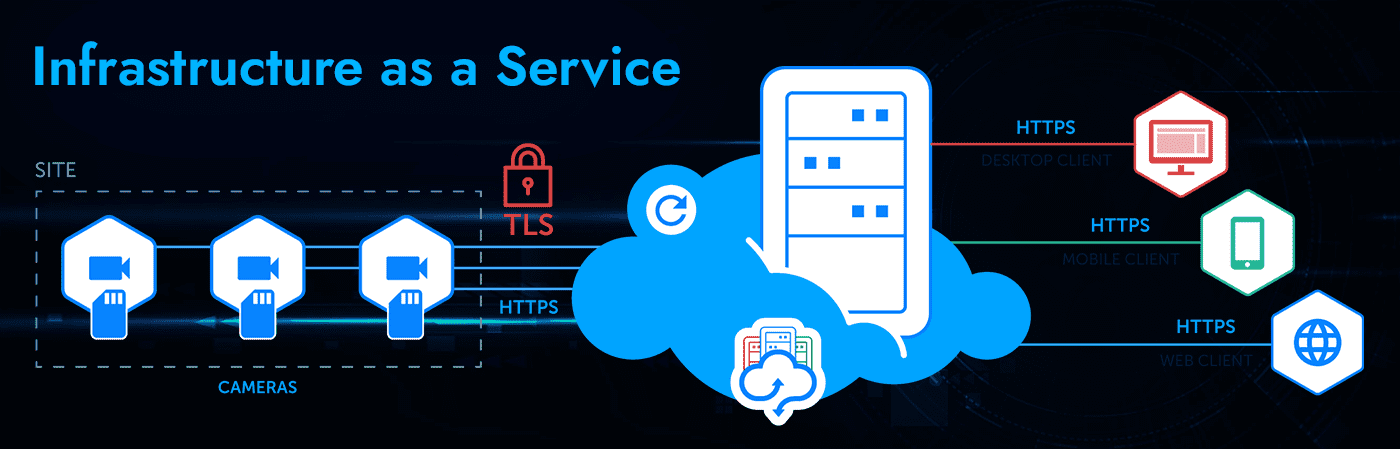 Infrastructure as a Service
SITE
TLS
HTTPS
CAMERAS
HTTPS
DESKTOP CLIENT
HTTPS
MOBILE CLIENT
HTTPS
WEB CLIENT